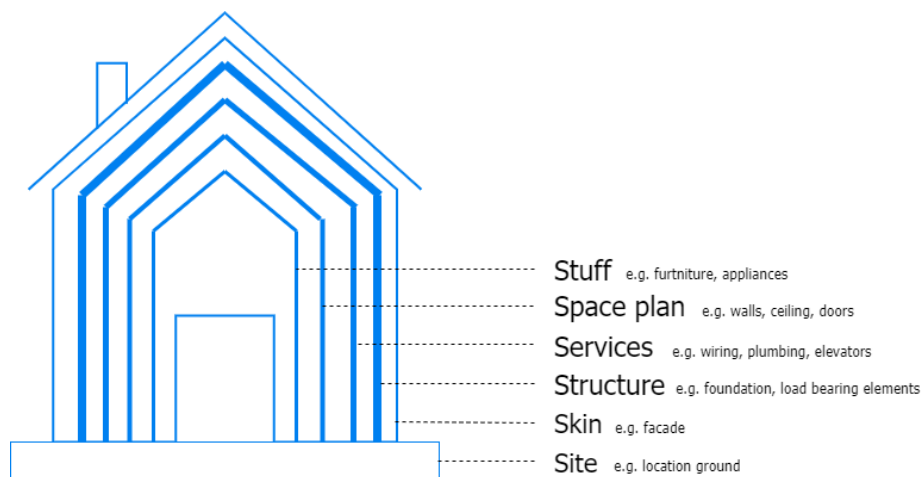 Stuff e.g. furtniture, appliances
Space plan e.g. walls, ceiling, doors
Services e.g. wiring, plumbing, elevators
Structure e.g. foundation, load bearing elements
Skin e.g. facade
Site e.g. location ground